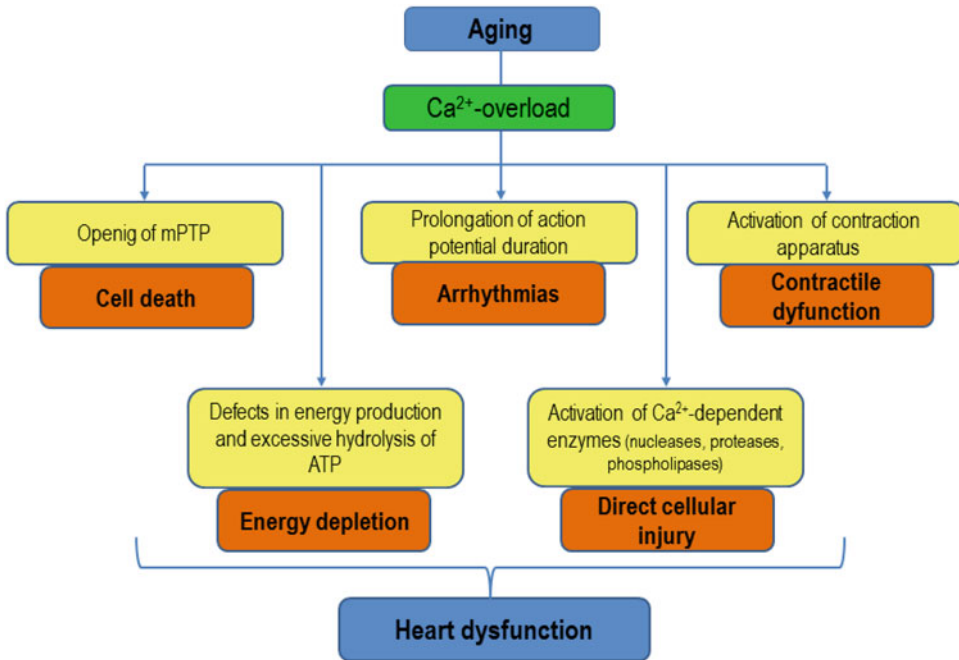 Aging
Ca²⁺-overload
Openig of mPTP
Cell death
Prolongation of action
potential duration
Arrhythmias
Activation of contraction
apparatus
Contractile
dyfunction
Defects in energy production
and excessive hydrolysis of
ATP
Energy depletion
Activation of Ca²⁺-dependent
enzymes (nucleases, proteases,
phospholipases)
Direct cellular
injury
Heart dysfunction